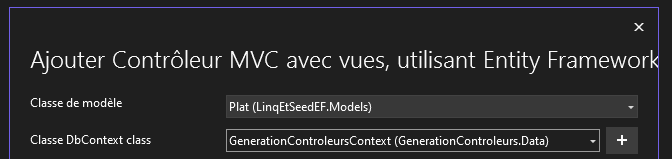 Ajouter Contrôleur MVC avec vues, utilisant Entity Framework
Classe de modèle
Plat (LinqEtSeedEF.Models)
Classe DbContext class
GenerationControleursContext (GenerationControleurs.Data)